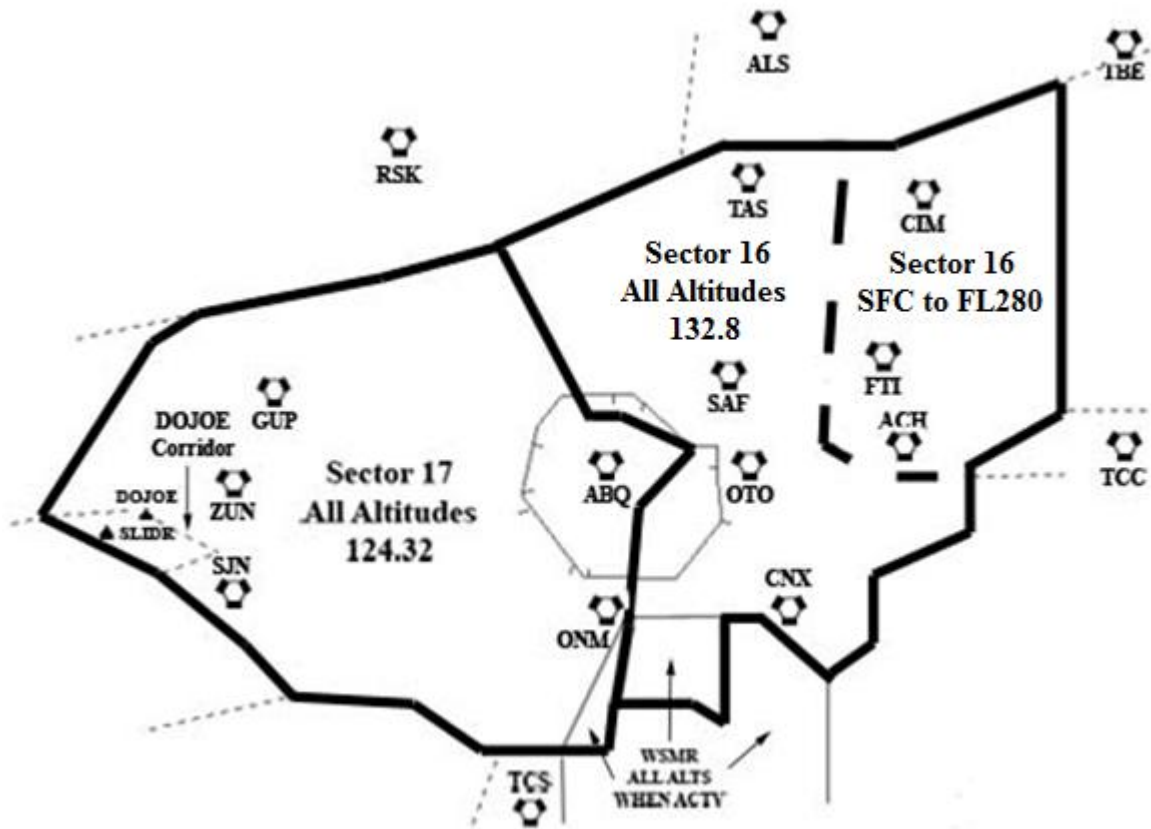 ALS
TBE
RSK
TAS
CIM
Sector 16
All Altitudes
132.8
Sector 16
SFC to FL280
FTI
SAF
ACH
GUP
DOJOE
Corridor
Sector 17
All Altitudes
124.32
ABQ
OTO
TCC
DOJOE
ZUN
SLIDR
SJN
CNX
ONM
WSMR
ALL ALTS
WHEN ACTV
TCS